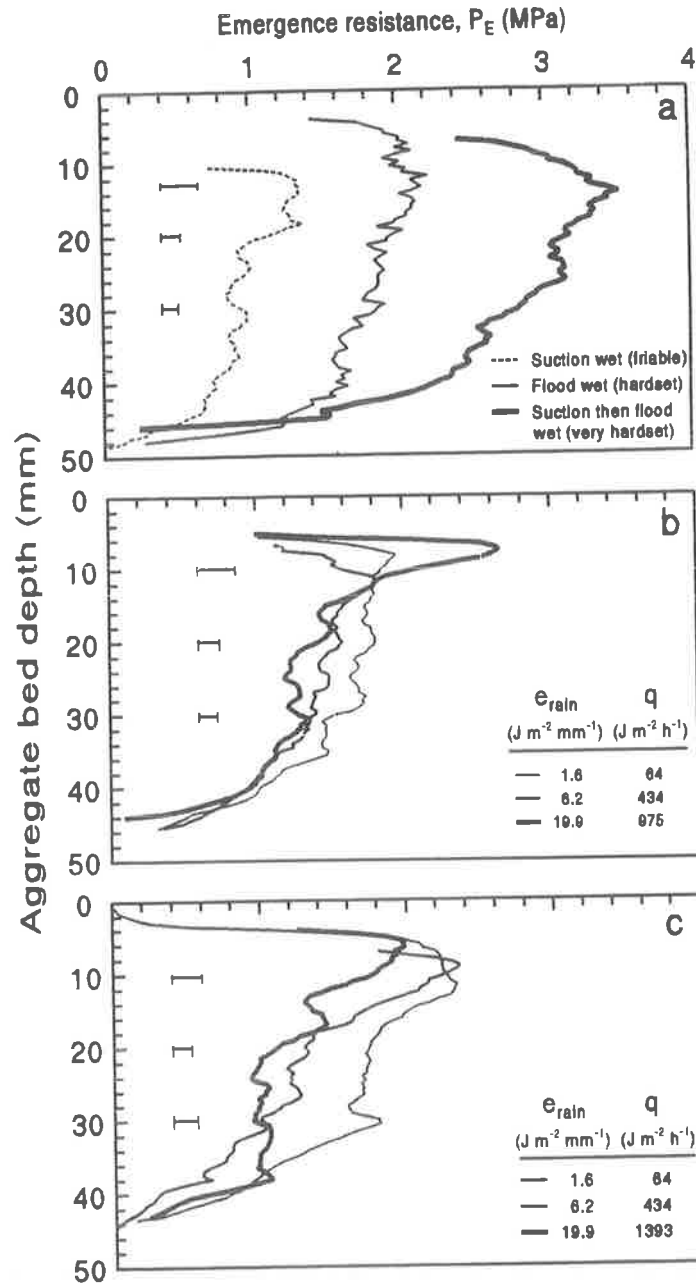 Emergence resistance, P_E (MPa)
0 1 2 3 4
Aggregate bed depth (mm)
0
10
20
30
40
50
a
Suction wet (friable)
Flood wet (hardset)
Suction then flood
wet (very hardset)
0
10
20
30
40
50
b
e_rain q
(J m⁻² mm⁻¹) (J m⁻² h⁻¹)
1.6 64
6.2 434
19.9 975
0
10
20
30
40
50
c
e_rain q
(J m⁻² mm⁻¹) (J m⁻² h⁻¹)
1.6 64
6.2 434
19.9 1393